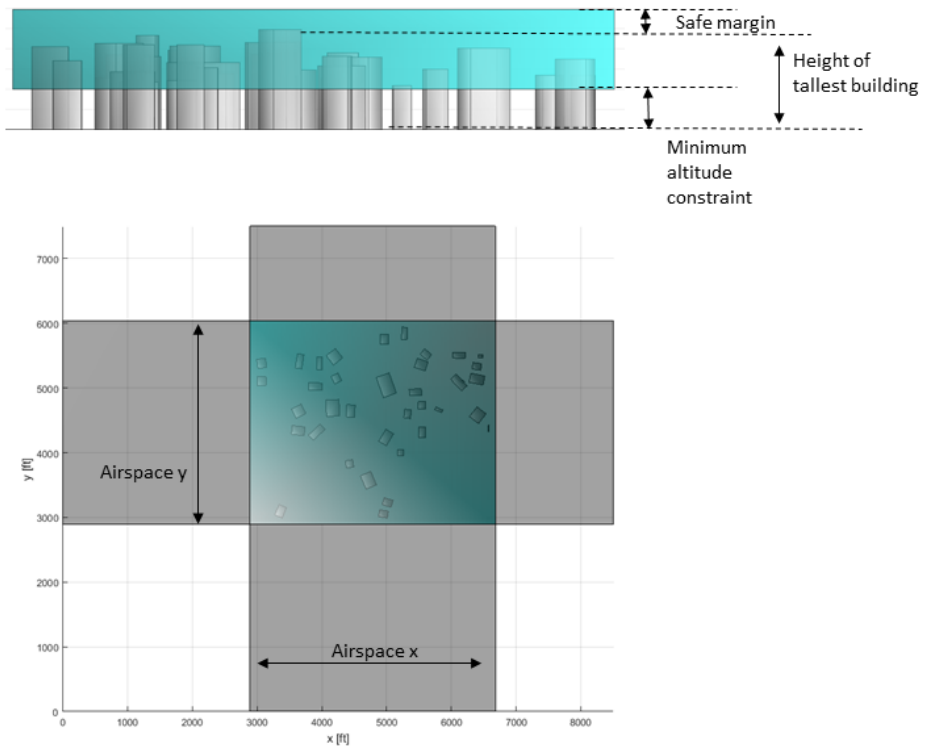 Safe margin
Height of
tallest building
Minimum
altitude
constraint
7000
6000
5000
4000
3000
2000
1000
0
y [ft]
Airspace y
Airspace x
0
1000
2000
3000
4000
5000
6000
7000
8000
x [ft]